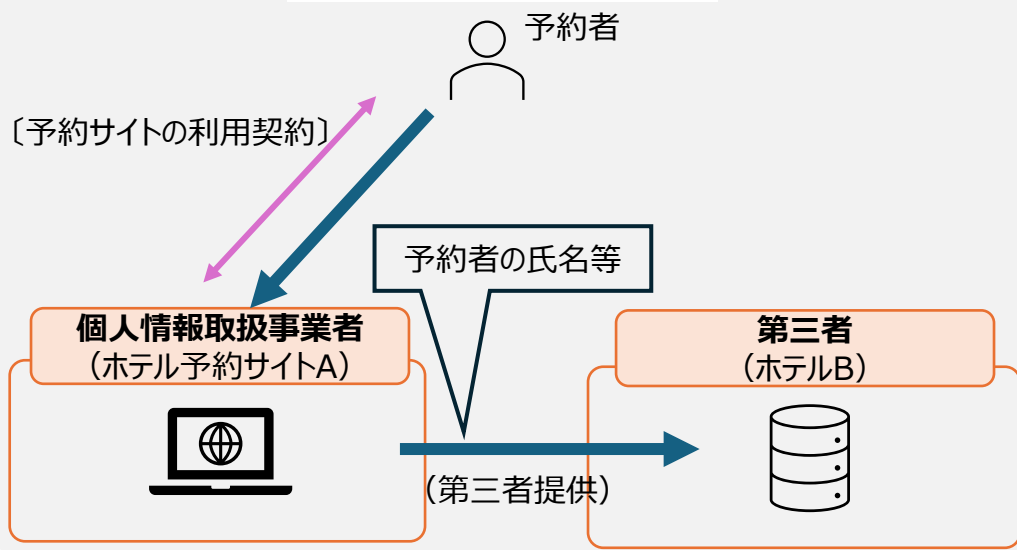 予約者
〔予約サイトの利用契約〕
予約者の氏名等
個人情報取扱事業者
（ホテル予約サイトA）
第三者
（ホテルB）
（第三者提供）